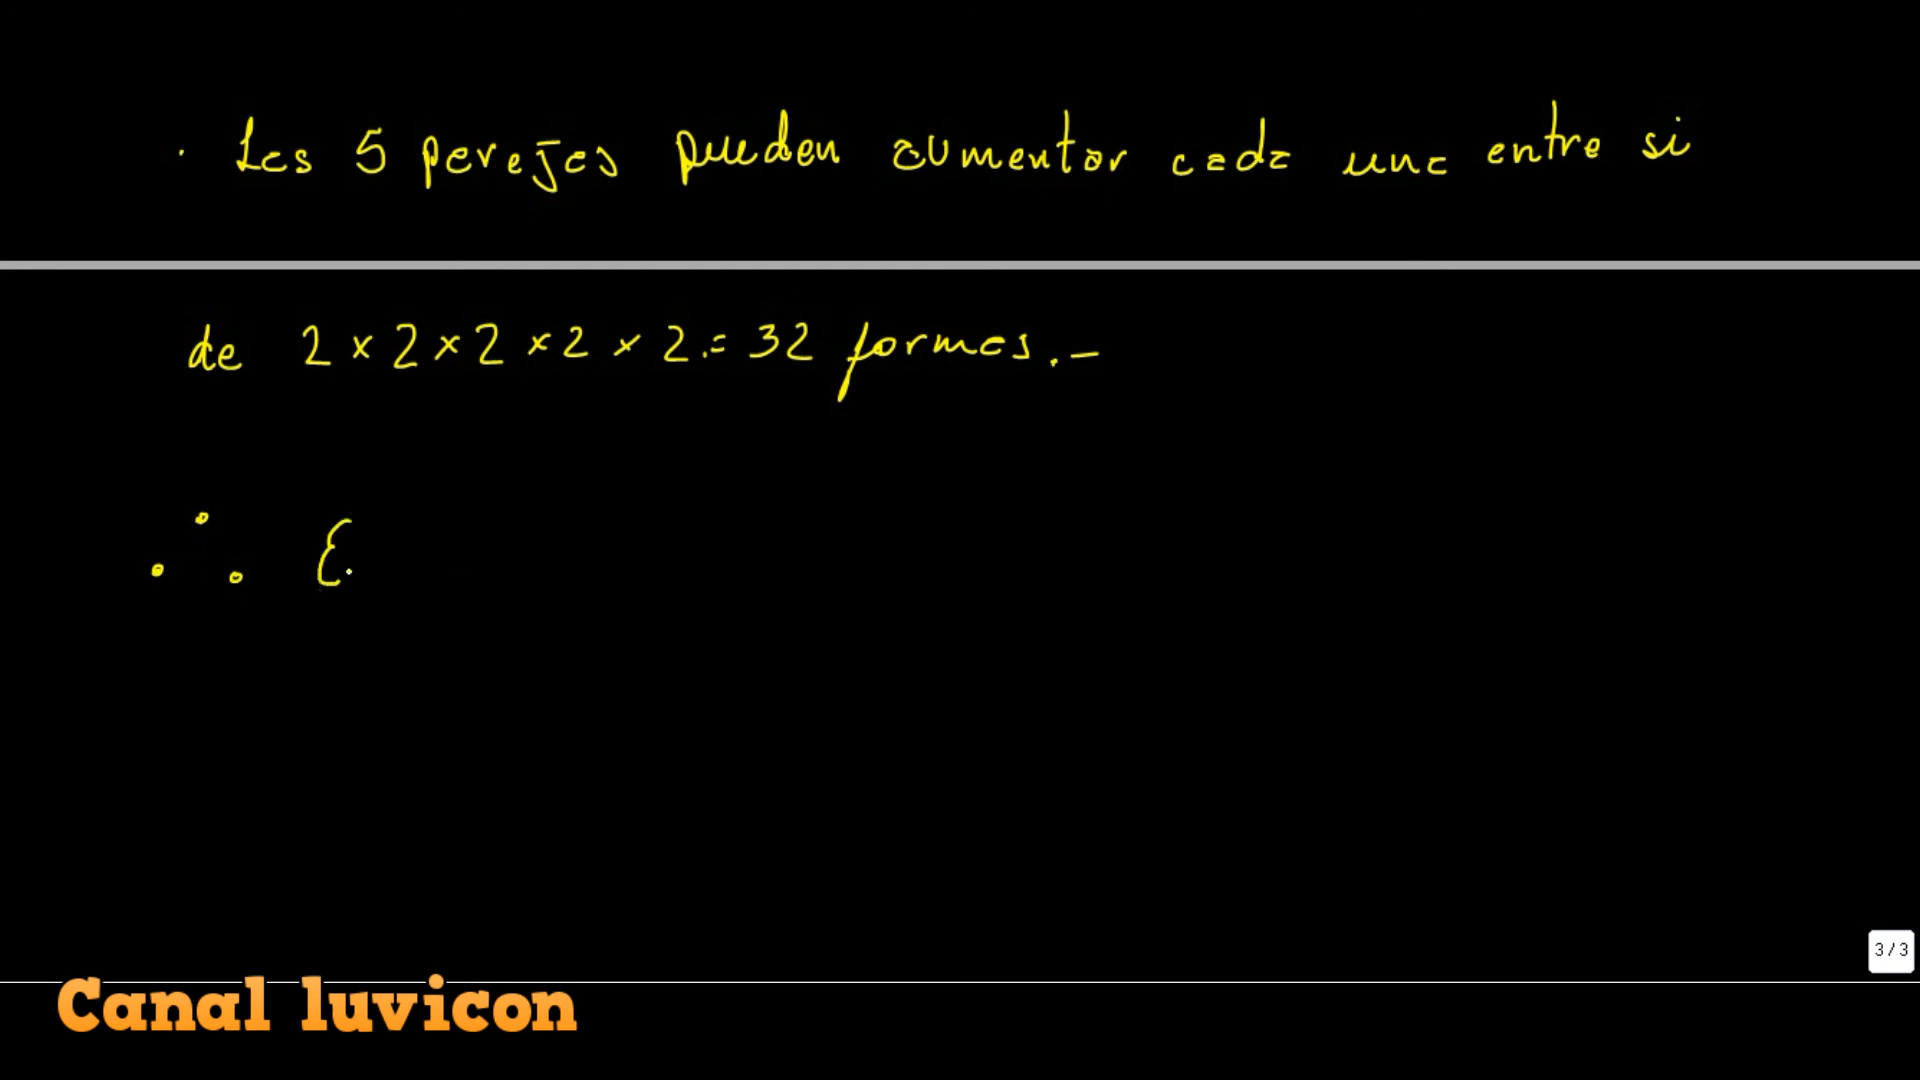 · Las 5 parejas pueden aumentar cada una entre si
de 2 × 2 × 2 × 2 × 2 .= 32 formas . –
∴ E
3 / 3
Canal luvicon